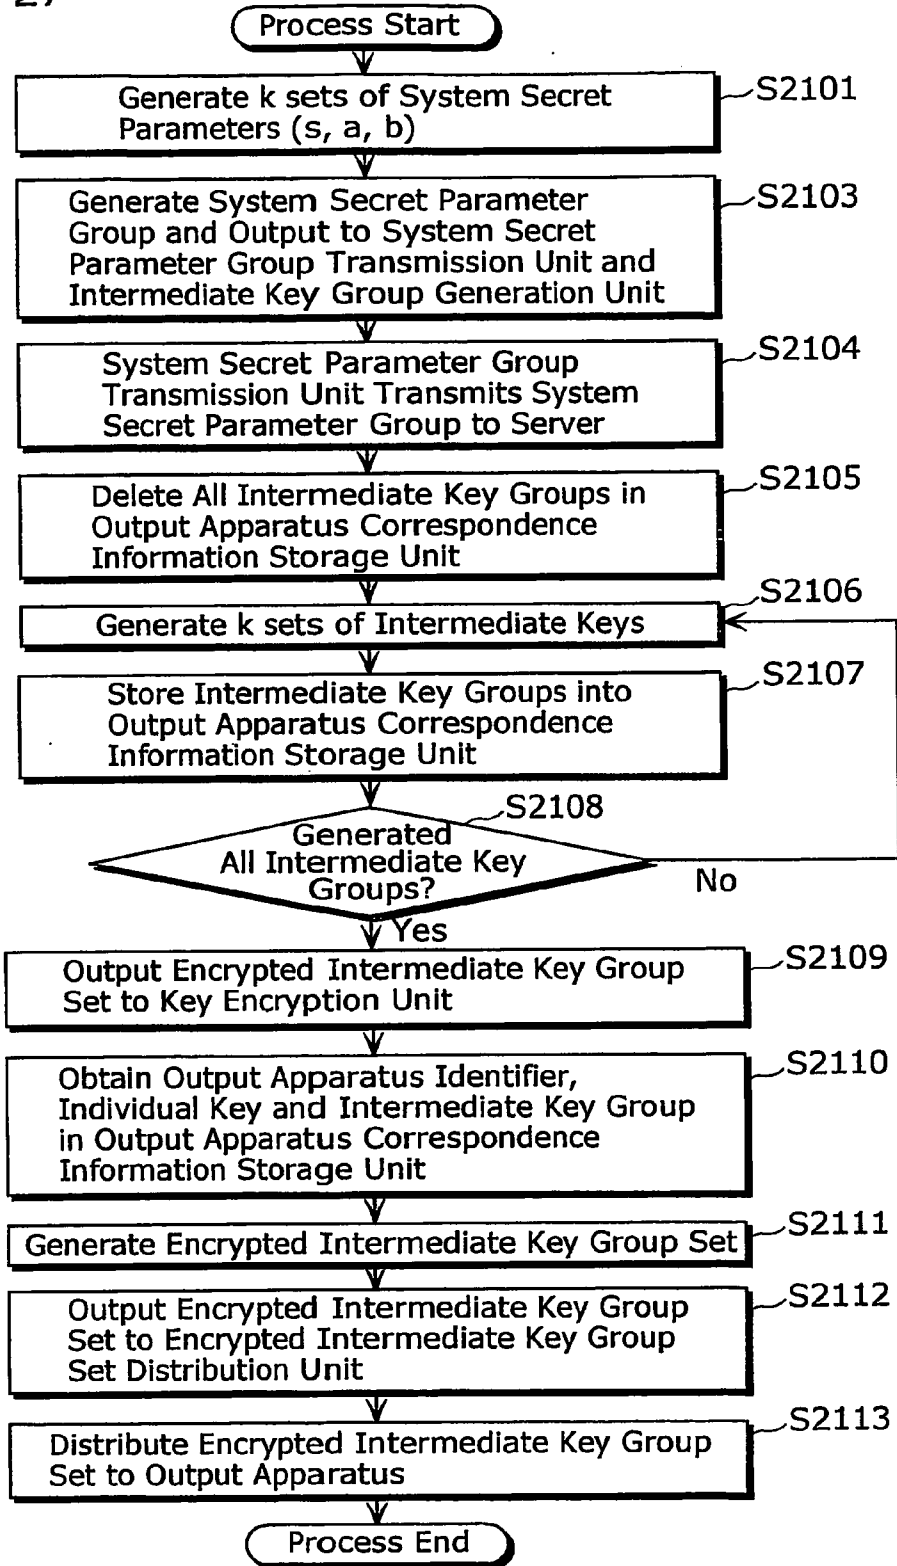 27
Process Start
Generate k sets of System Secret
Parameters (s, a, b)
S2101
Generate System Secret Parameter
Group and Output to System Secret
Parameter Group Transmission Unit and
Intermediate Key Group Generation Unit
S2103
System Secret Parameter Group
Transmission Unit Transmits System
Secret Parameter Group to Server
S2104
Delete All Intermediate Key Groups in
Output Apparatus Correspondence
Information Storage Unit
S2105
Generate k sets of Intermediate Keys
S2106
Store Intermediate Key Groups into
Output Apparatus Correspondence
Information Storage Unit
S2107
Generated
All Intermediate Key
Groups?
S2108
No
Yes
Output Encrypted Intermediate Key Group
Set to Key Encryption Unit
S2109
Obtain Output Apparatus Identifier,
Individual Key and Intermediate Key Group
in Output Apparatus Correspondence
Information Storage Unit
S2110
Generate Encrypted Intermediate Key Group Set
S2111
Output Encrypted Intermediate Key Group
Set to Encrypted Intermediate Key Group
Set Distribution Unit
S2112
Distribute Encrypted Intermediate Key Group
Set to Output Apparatus
S2113
Process End